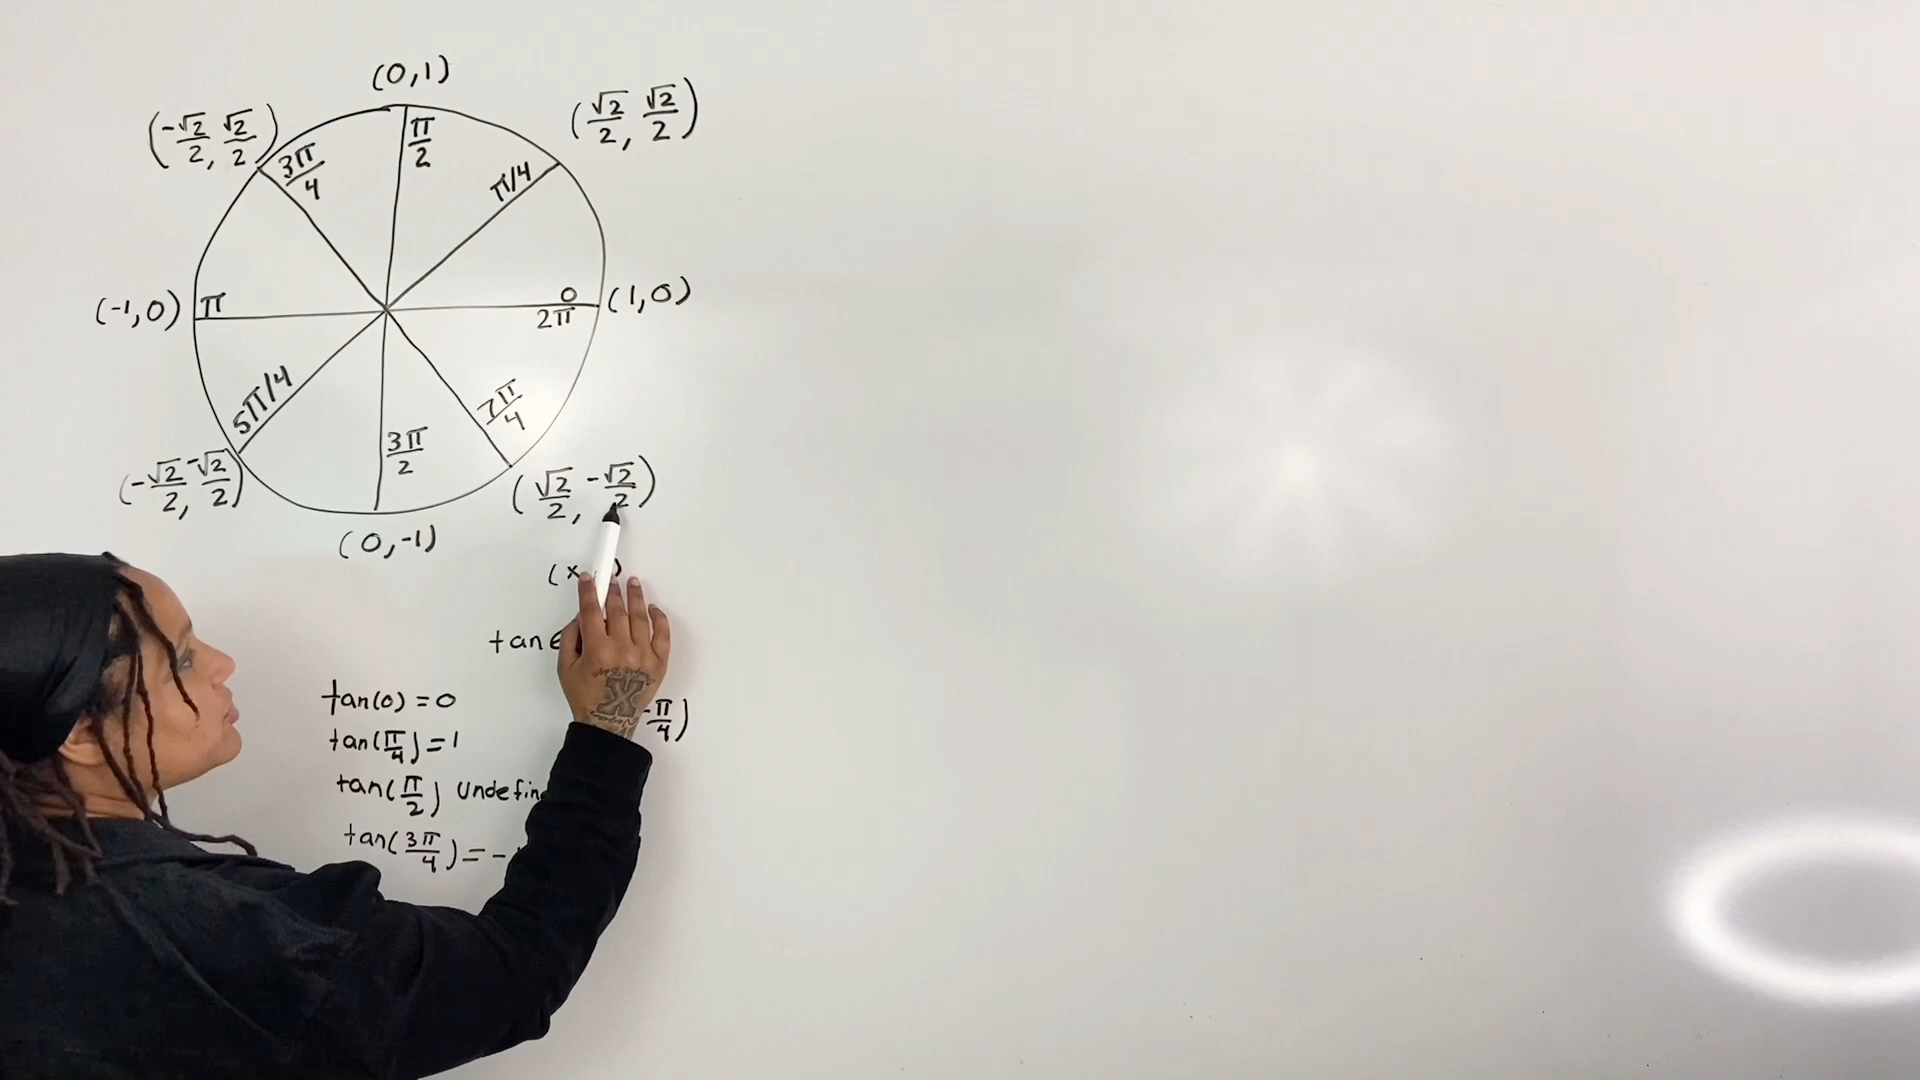 (0,1)
(-√2/2, √2/2)
(√2/2, √2/2)
3π/4
π/2
π/4
(-1,0)
π
0
2π
(1,0)
5π/4
3π/2
7π/4
(-√2/2, -√2/2)
(√2/2, -√2/2)
(0,-1)
(x
tan
tan(0) = 0
-π/4)
tan(π/4) = 1
tan(π/2) undefin
tan(3π/4) = -
X